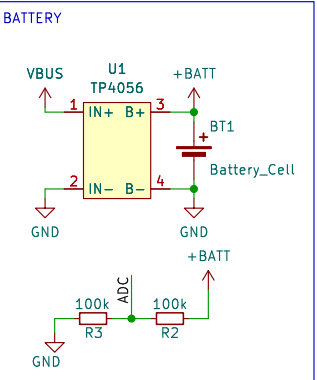 BATTERY
VBUS
U1
TP4056
+BATT
1
IN+
B+
3
BT1
+
Battery_Cell
2
IN-
B-
4
GND
GND
+BATT
ADC
100k
100k
R3
R2
GND